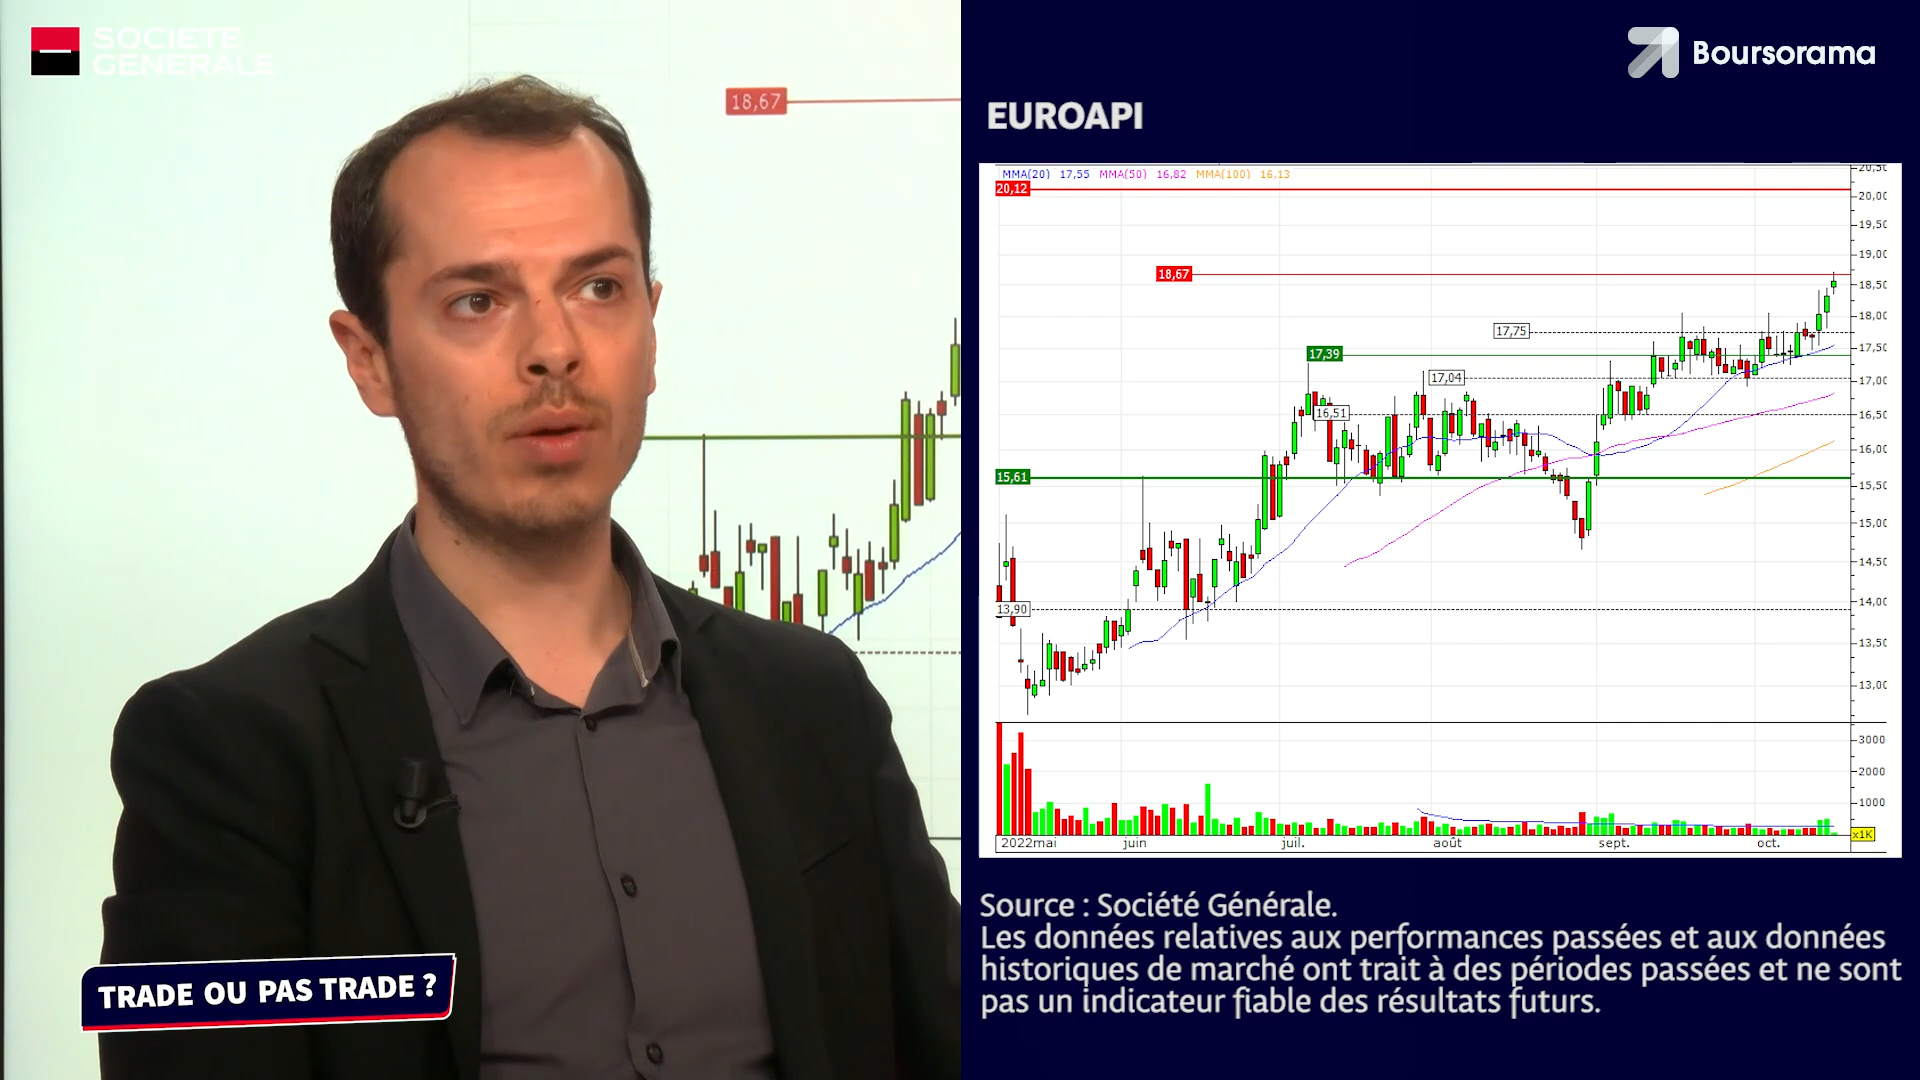 SOCIETE
GENERALE
18,67
TRADE OU PAS TRADE ?
Boursorama
EUROAPI
MMA(20) 17,55 MMA(50) 16,82 MMA(100) 16,13
20,12
18,67
17,75
17,39
17,04
16,51
15,61
13,90
20,50
20,00
19,50
19,00
18,50
18,00
17,50
17,00
16,50
16,00
15,50
15,00
14,50
14,00
13,50
13,00
3000
2000
1000
x1K
2022mai juin juil. août sept. oct.
Source : Société Générale.
Les données relatives aux performances passées et aux données
historiques de marché ont trait à des périodes passées et ne sont
pas un indicateur fiable des résultats futurs.